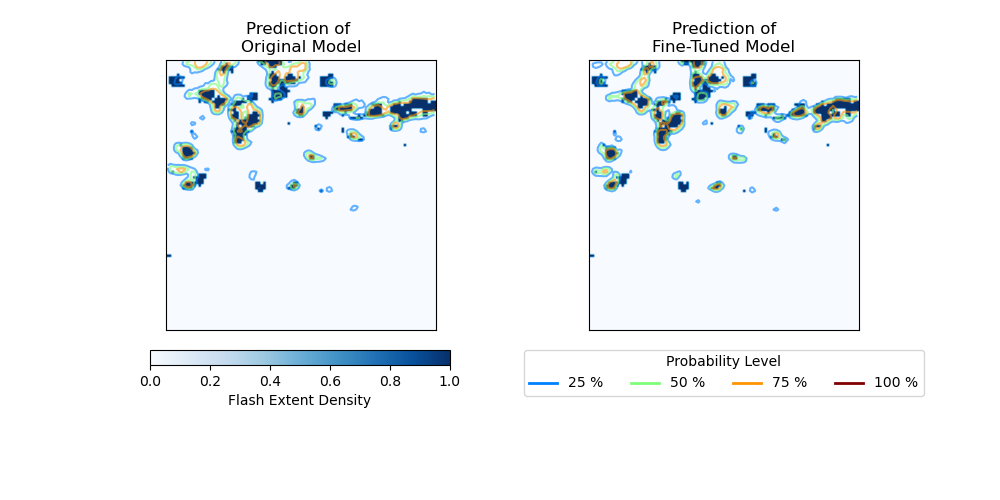 Prediction of
Original Model
Prediction of
Fine-Tuned Model
0.0 0.2 0.4 0.6 0.8 1.0
Flash Extent Density
Probability Level
25 % 50 % 75 % 100 %